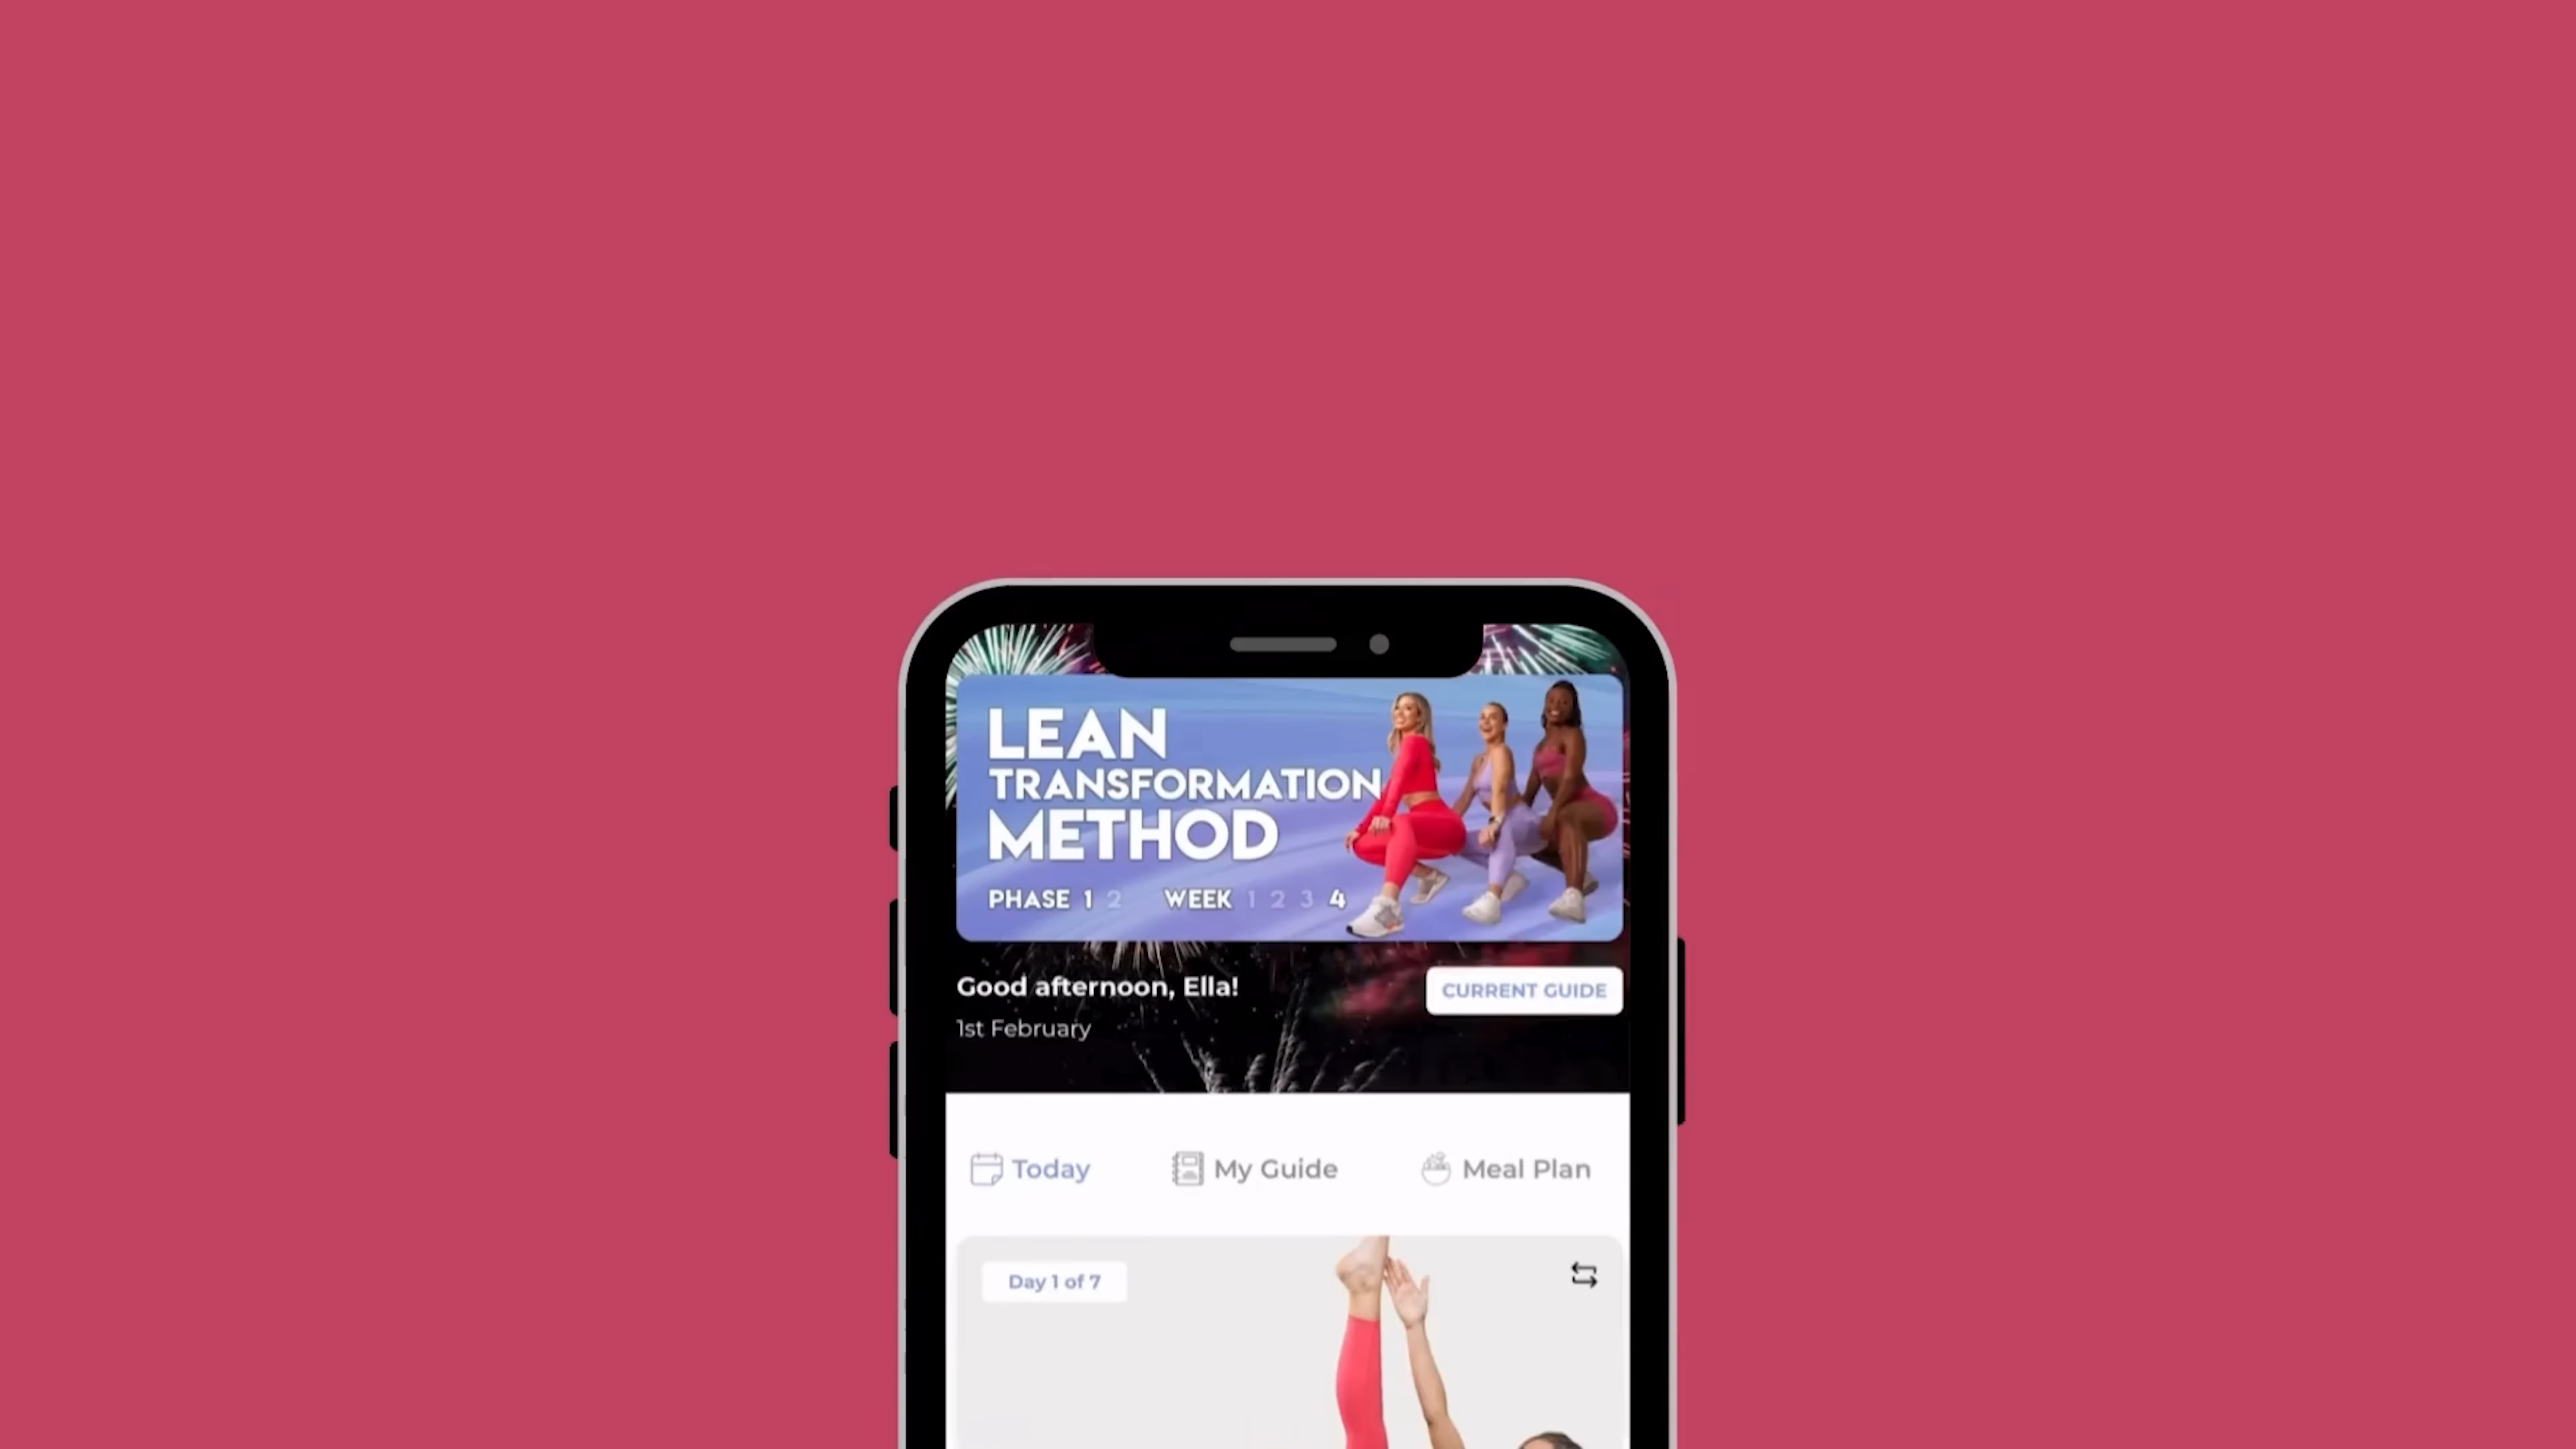 LEAN
TRANSFORMATION
METHOD
PHASE 1 2 WEEK 1 2 3 4
Good afternoon, Ella!
CURRENT GUIDE
1st February
Today
My Guide
Meal Plan
Day 1 of 7